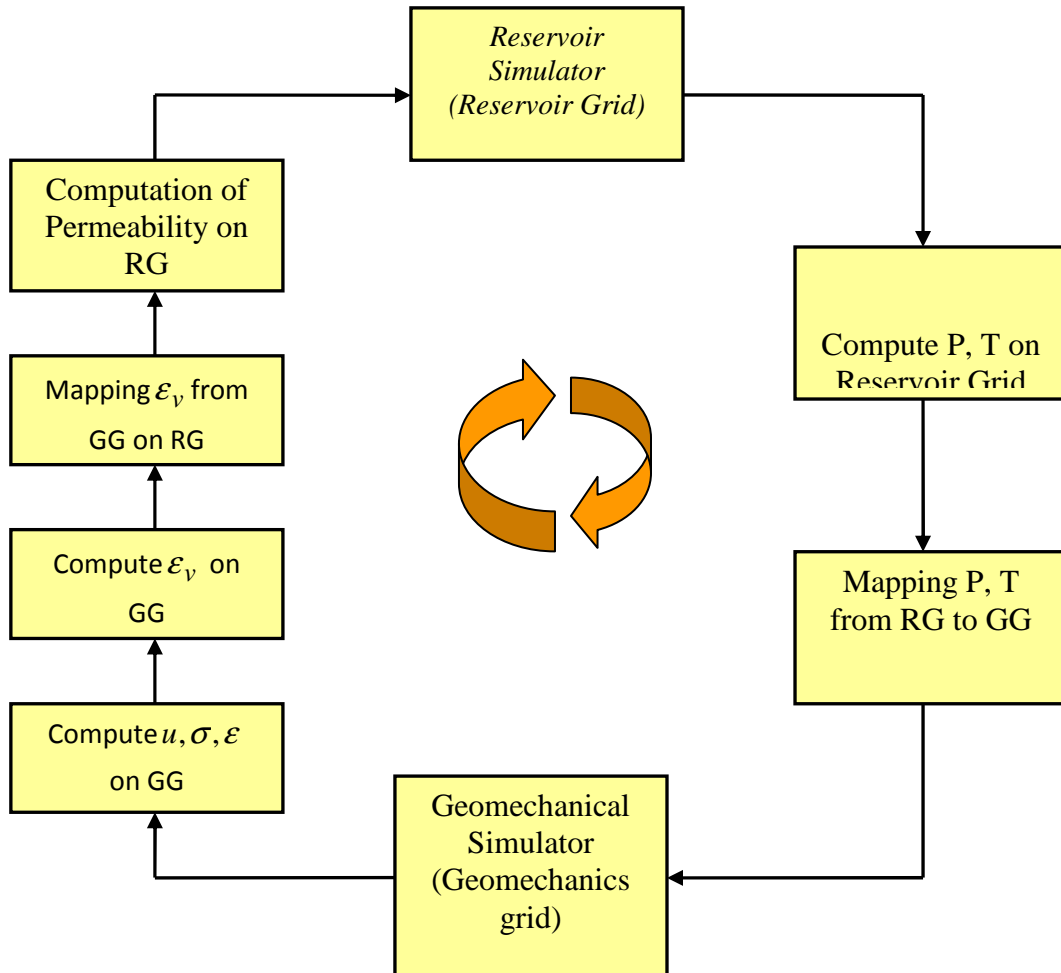 Reservoir
Simulator
(Reservoir Grid)
Compute P, T on
Reservoir Grid
Mapping P, T
from RG to GG
Geomechanical
Simulator
(Geomechanics
grid)
Compute u, σ, ε
on GG
Compute εᵥ on
GG
Mapping εᵥ from
GG on RG
Computation of
Permeability on
RG